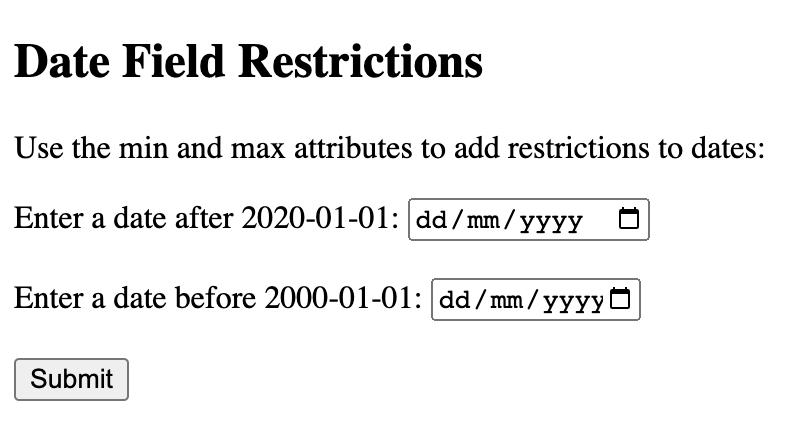 Date Field Restrictions
Use the min and max attributes to add restrictions to dates:
Enter a date after 2020-01-01: dd/mm/yyyy
Enter a date before 2000-01-01: dd/mm/yyyy
Submit